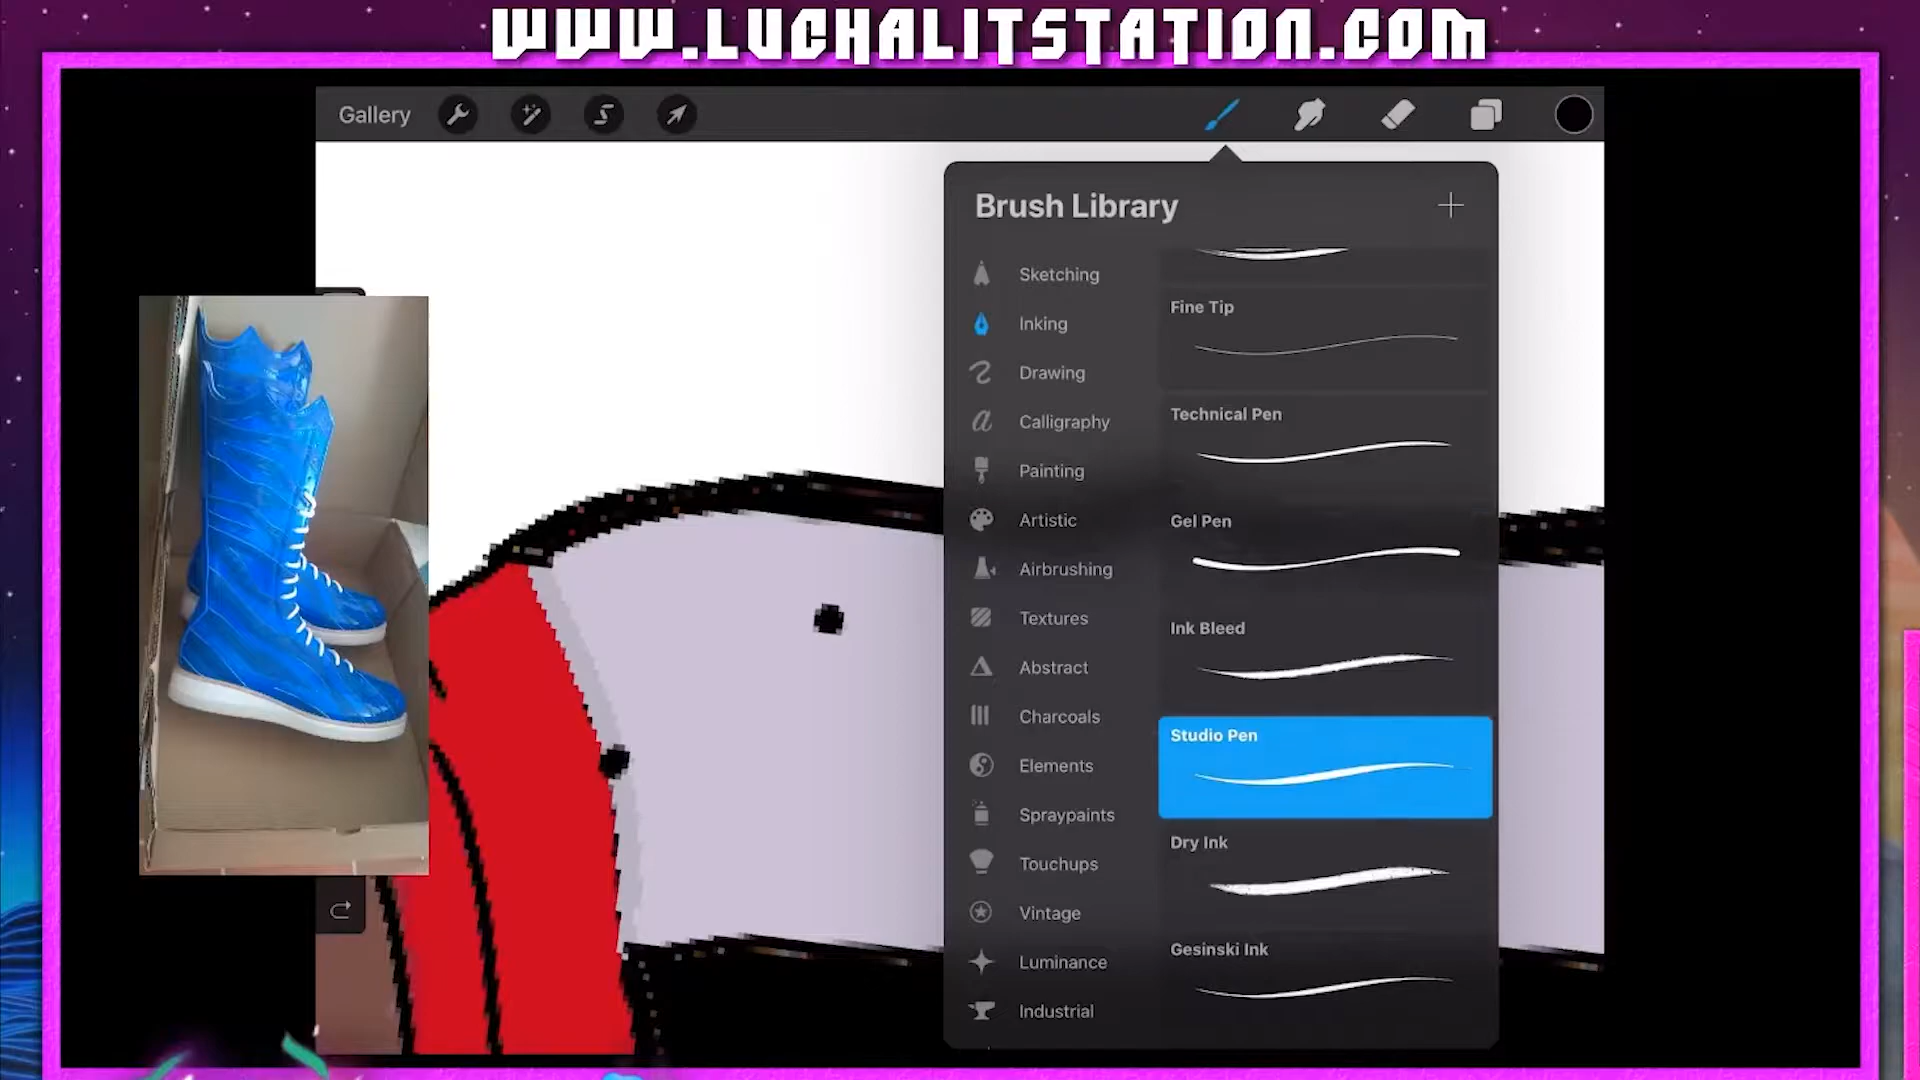 WWW.LUCHALITSTATION.COM
Gallery
Brush Library
Sketching
Inking
Drawing
Calligraphy
Painting
Artistic
Airbrushing
Textures
Abstract
Charcoals
Elements
Spraypaints
Touchups
Vintage
Luminance
Industrial
Fine Tip
Technical Pen
Gel Pen
Ink Bleed
Studio Pen
Dry Ink
Gesinski Ink